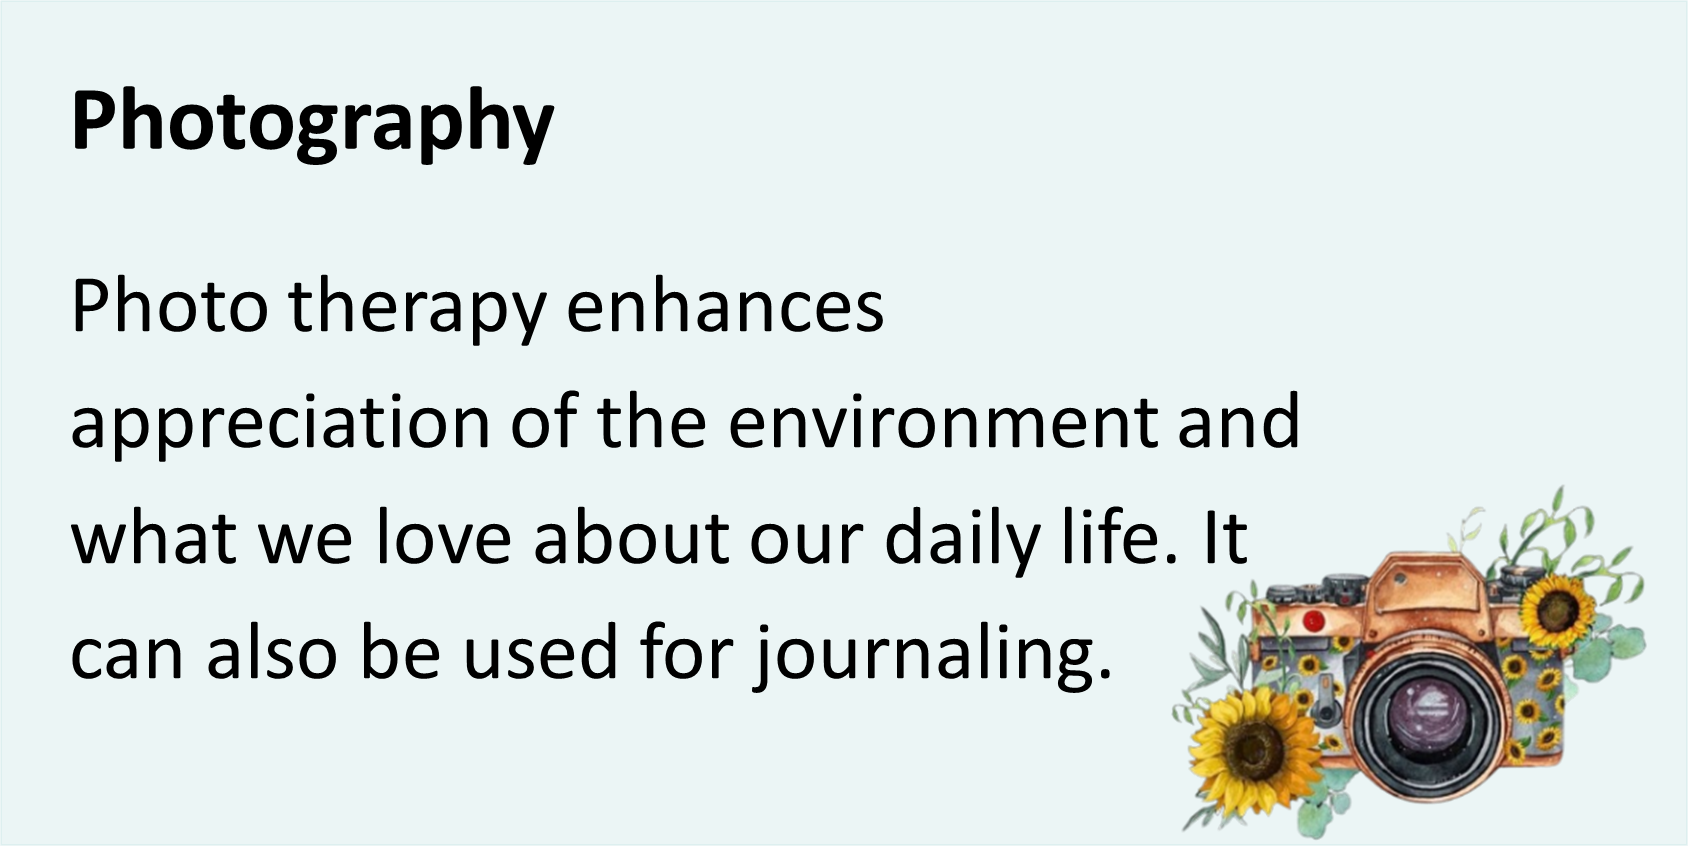 Photography
Photo therapy enhances
appreciation of the environment and
what we love about our daily life. It
can also be used for journaling.